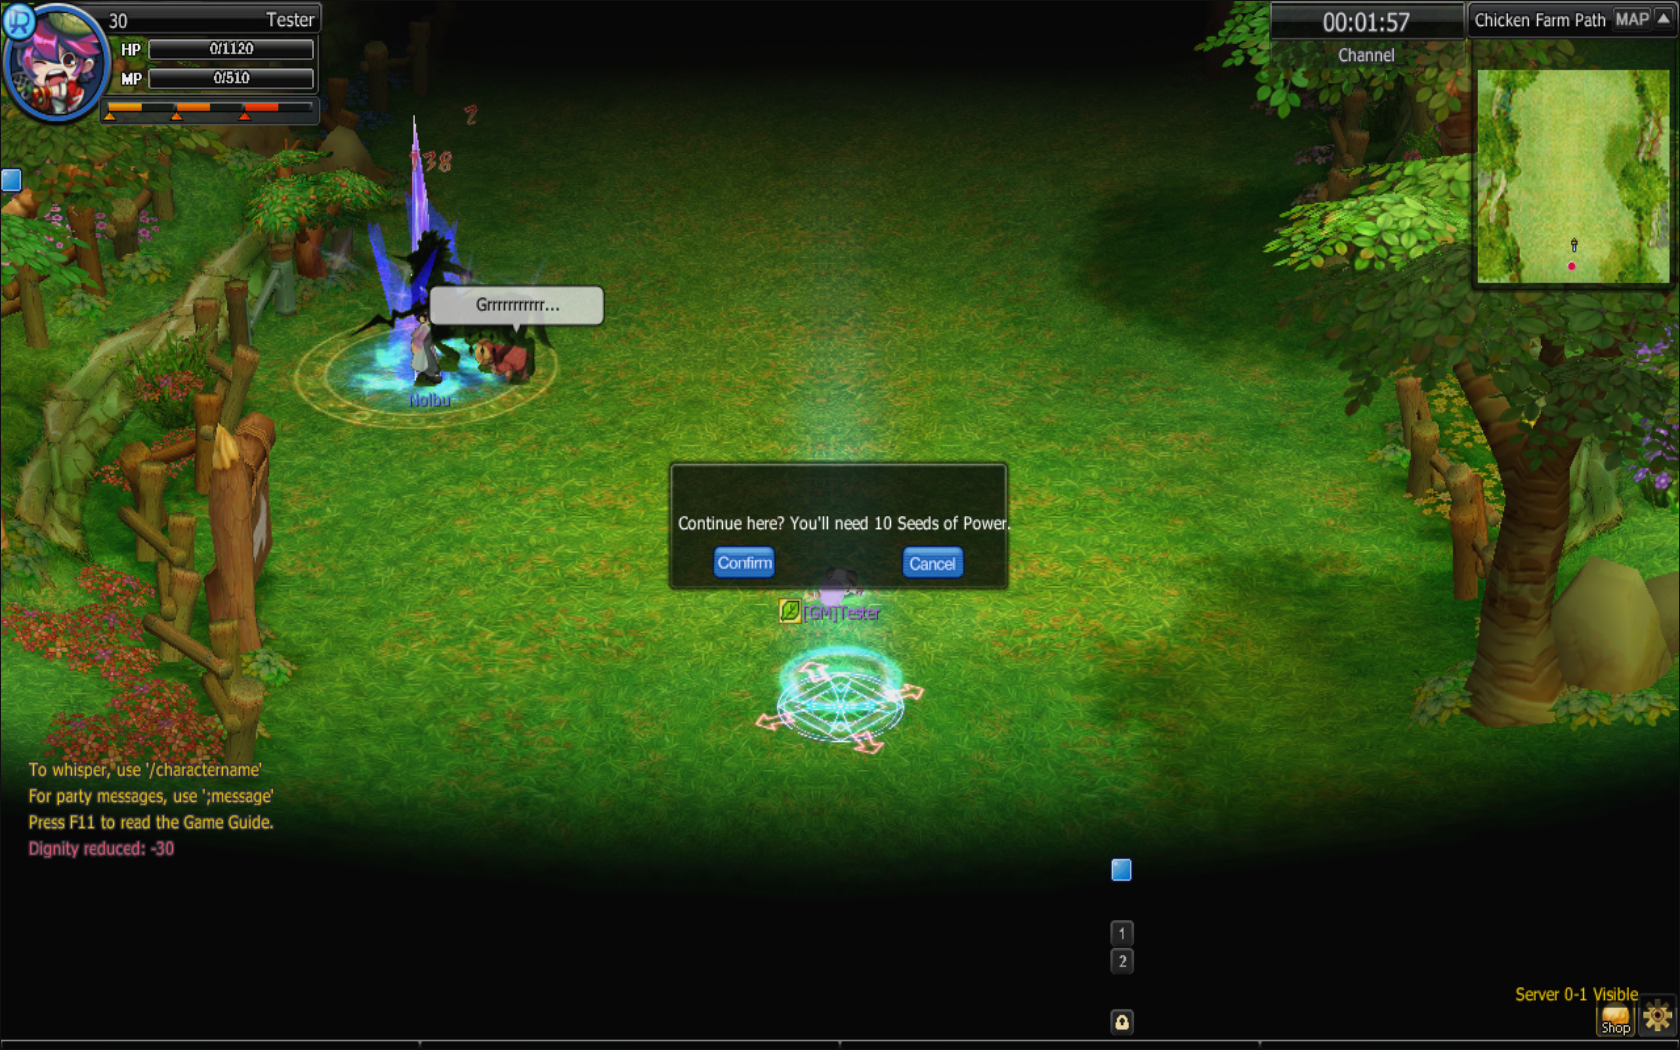 30 Tester
HP 0/1120
MP 0/510
00:01:57
Channel
Chicken Farm Path MAP
38
Grrrrrrrrrrr...
Nolbu
Continue here? You'll need 10 Seeds of Power.
Confirm Cancel
[GM]Tester
To whisper, use '/charactername'
For party messages, use ';message'
Press F11 to read the Game Guide.
Dignity reduced: -30
1
2
Server 0-1 Visible
Shop